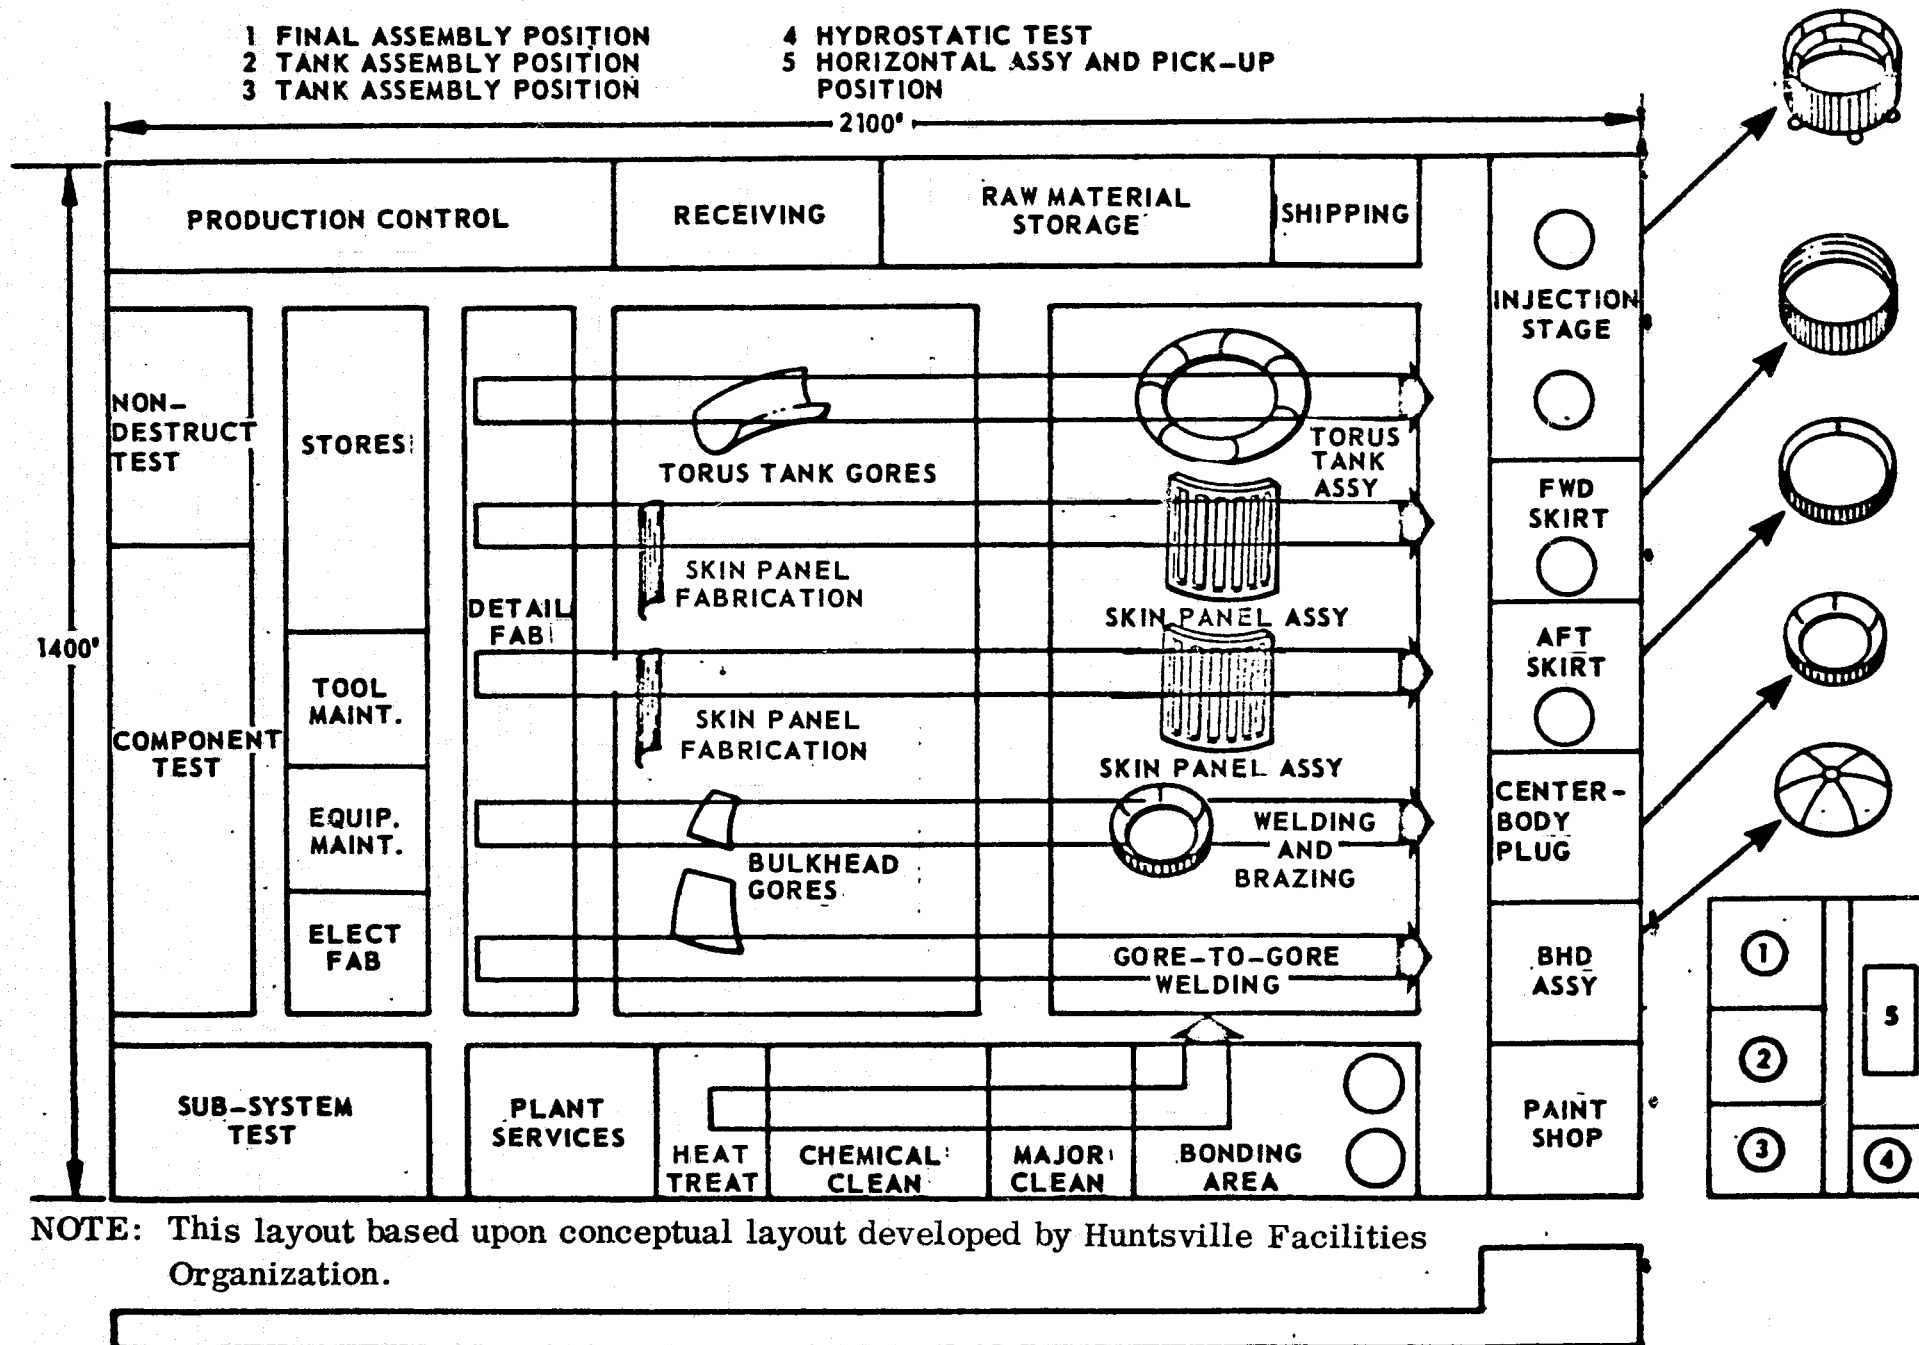 1 FINAL ASSEMBLY POSITION
2 TANK ASSEMBLY POSITION
3 TANK ASSEMBLY POSITION
4 HYDROSTATIC TEST
5 HORIZONTAL ASSY AND PICK-UP
POSITION
2100'
1400'
PRODUCTION CONTROL
RECEIVING
RAW MATERIAL
STORAGE
SHIPPING
INJECTION
STAGE
NON-
DESTRUCT
TEST
STORES
TORUS TANK GORES
TORUS
TANK
ASSY
FWD
SKIRT
SKIN PANEL
FABRICATION
DETAIL
FAB
SKIN PANEL ASSY
AFT
SKIRT
TOOL
MAINT.
SKIN PANEL
FABRICATION
COMPONENT
TEST
SKIN PANEL ASSY
CENTER-
BODY
PLUG
EQUIP.
MAINT.
WELDING
AND
BRAZING
BULKHEAD
GORES
ELECT
FAB
GORE-TO-GORE
WELDING
BHD
ASSY
1
2
3
5
4
SUB-SYSTEM
TEST
PLANT
SERVICES
HEAT
TREAT
CHEMICAL
CLEAN
MAJOR
CLEAN
BONDING
AREA
PAINT
SHOP
NOTE: This layout based upon conceptual layout developed by Huntsville Facilities
Organization.